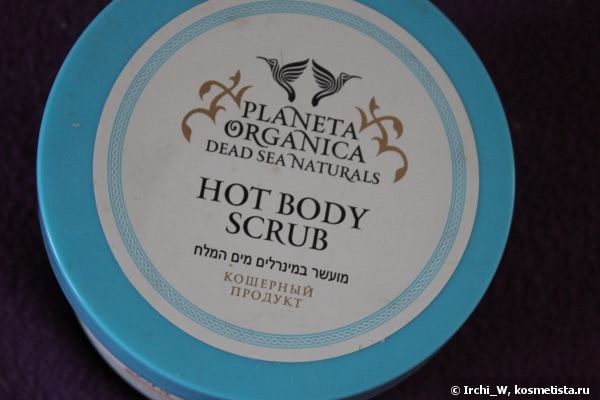 PLANETA
ORGANICA
DEAD SEA NATURALS
HOT BODY
SCRUB
מועשר במינרלים מים המלח
КОШЕРНЫЙ
ПРОДУКТ
© Irchi_W, kosmetista.ru